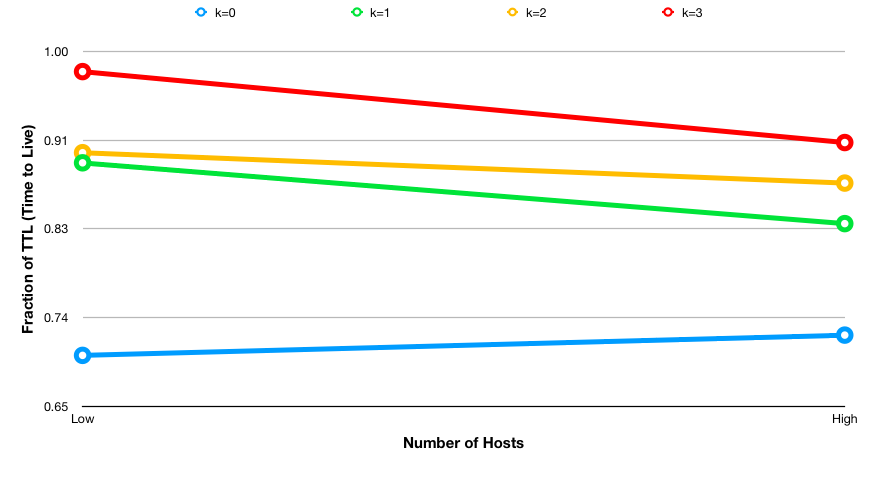 k=0 k=1 k=2 k=3
1.00
0.91
0.83
0.74
0.65
Fraction of TTL (Time to Live)
Low High
Number of Hosts